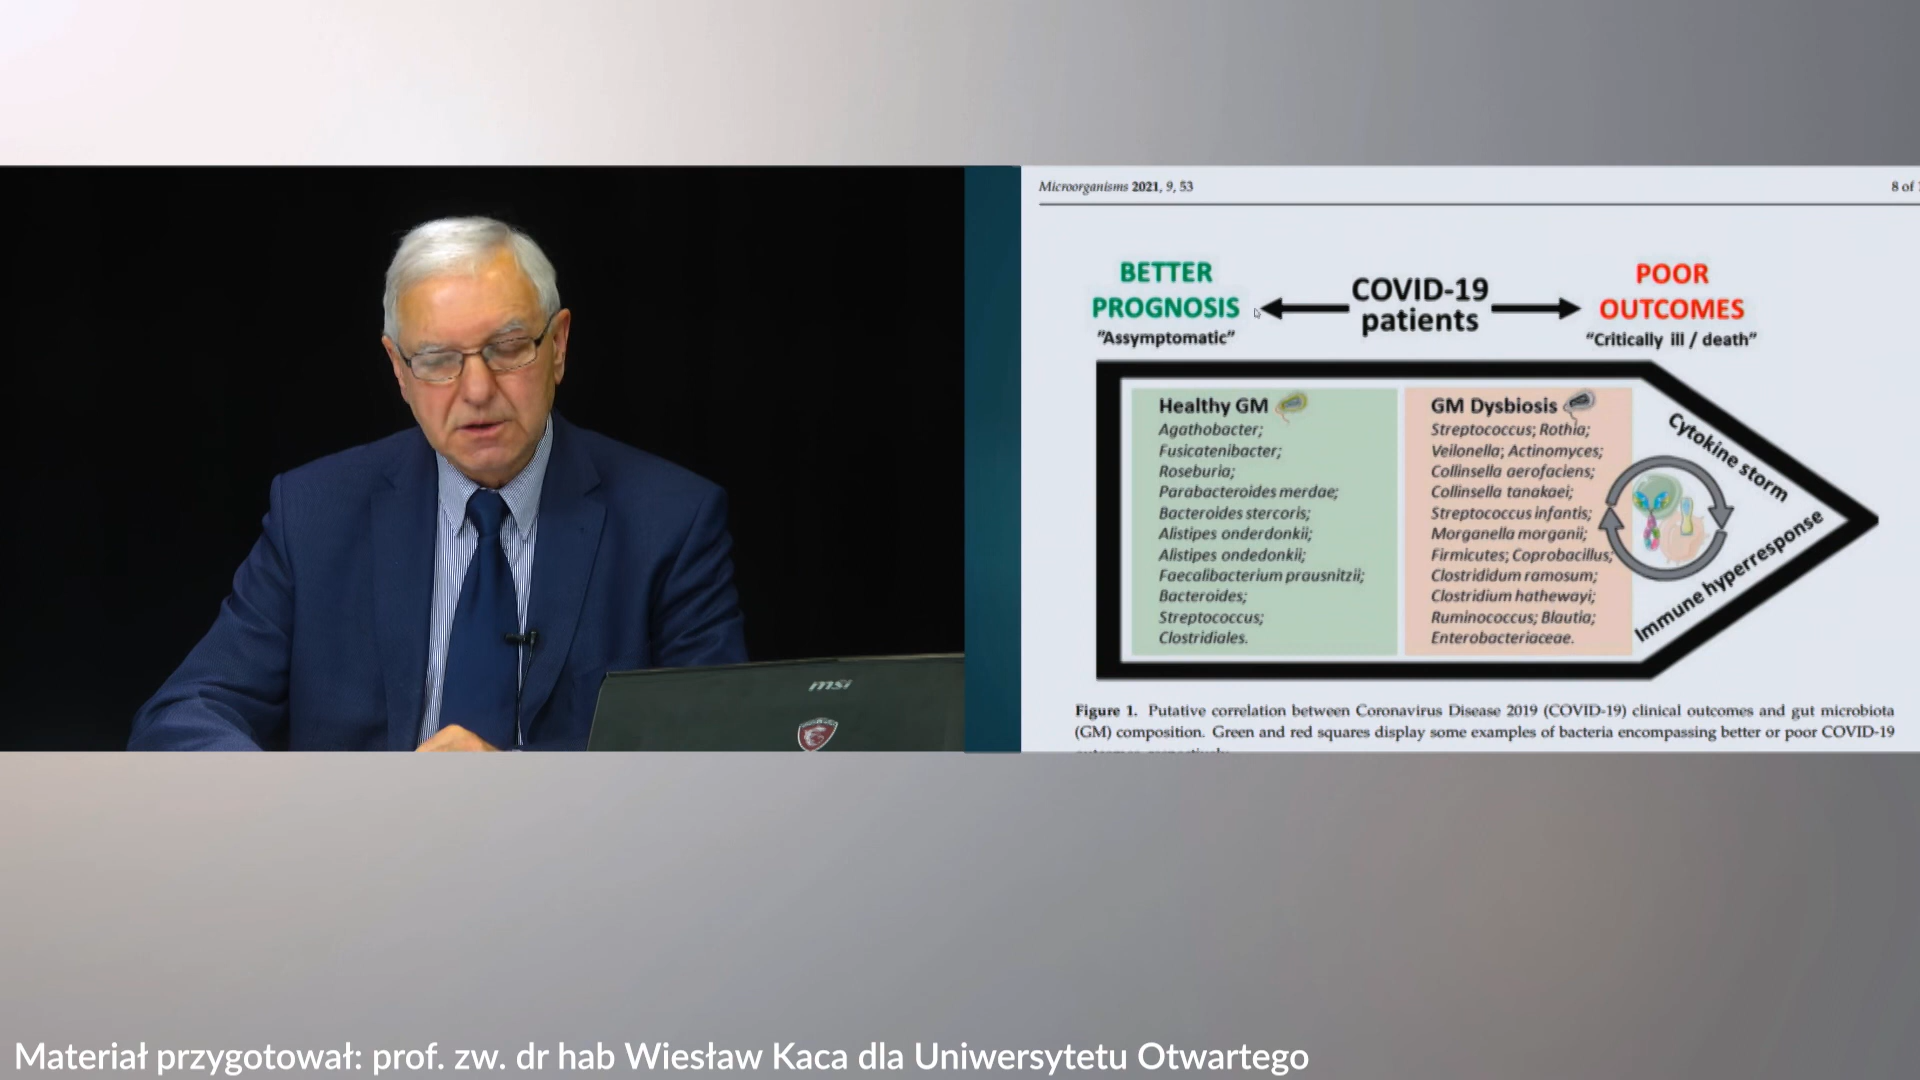 Microorganisms 2021, 9, 53
8 of
BETTER
PROGNOSIS
"Assymptomatic"
COVID-19
patients
POOR
OUTCOMES
"Critically ill / death"
Healthy GM
Agathobacter;
Fusicatenibacter;
Roseburia;
Parabacteroides merdae;
Bacteroides stercoris;
Alistipes onderdonkii;
Alistipes ondedonkii;
Faecalibacterium prausnitzii;
Bacteroides;
Streptococcus;
Clostridiales.
GM Dysbiosis
Streptococcus; Rothia;
Veilonella; Actinomyces;
Collinsella aerofaciens;
Collinsella tanakaei;
Streptococcus infantis;
Morganella morganii;
Firmicutes; Coprobacillus;
Clostrididum ramosum;
Clostridium hathewayi;
Ruminococcus; Blautia;
Enterobacteriaceae.
Cytokine storm
Immune hyperresponse
Figure 1. Putative correlation between Coronavirus Disease 2019 (COVID-19) clinical outcomes and gut microbiota
(GM) composition. Green and red squares display some examples of bacteria encompassing better or poor COVID-19
msi
Materiał przygotował: prof. zw. dr hab Wiesław Kaca dla Uniwersytetu Otwartego